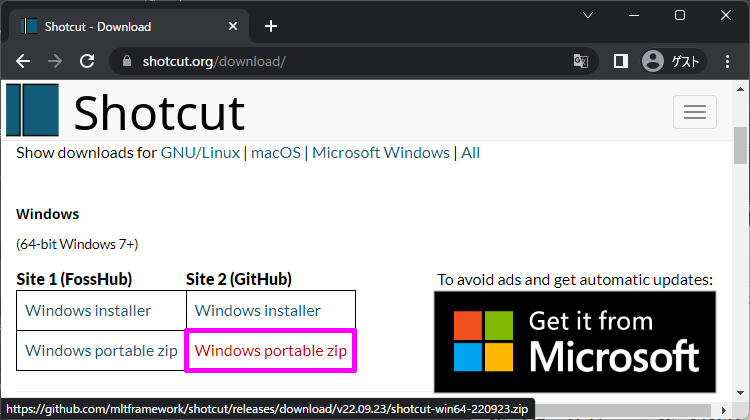 Shotcut - Download
shotcut.org/download/
ゲスト
Shotcut
Show downloads for GNU/Linux | macOS | Microsoft Windows | All
Windows
(64-bit Windows 7+)
Site 1 (FossHub) Site 2 (GitHub)
Windows installer Windows installer
Windows portable zip Windows portable zip
To avoid ads and get automatic updates:
Get it from
Microsoft
https://github.com/mltframework/shotcut/releases/download/v22.09.23/shotcut-win64-220923.zip